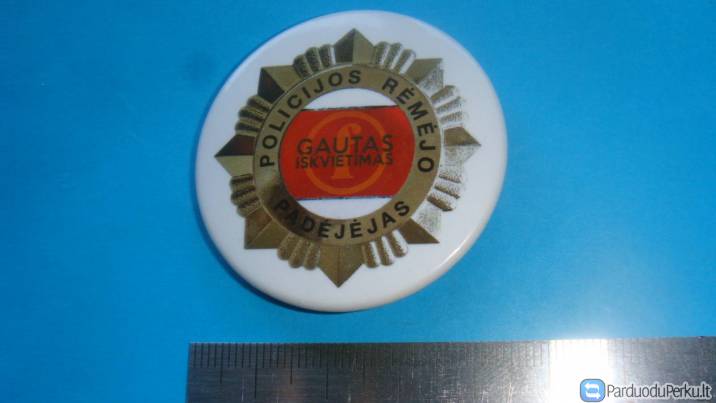 POLICIJOS RĖMĖJO
GAUTAS
IŠKVIETIMAS
PADĖJĖJAS
ParduoduPerku.lt